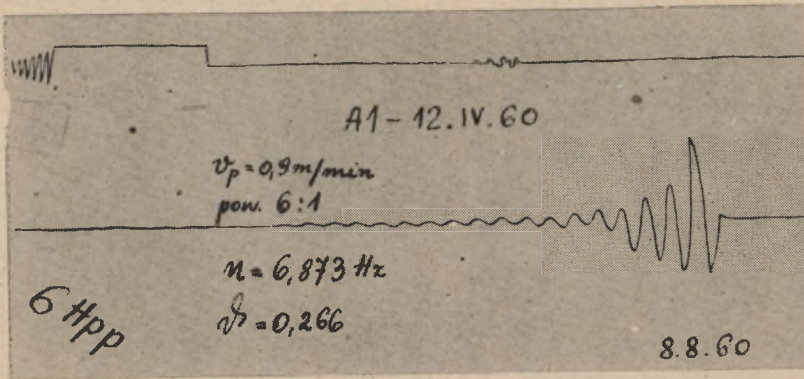 A1 - 12.IV.60
v_p = 0,9 m/min
pow. 6:1
n = 6,873 Hz
ϑ = 0,266
6 Hpp
8.8.60